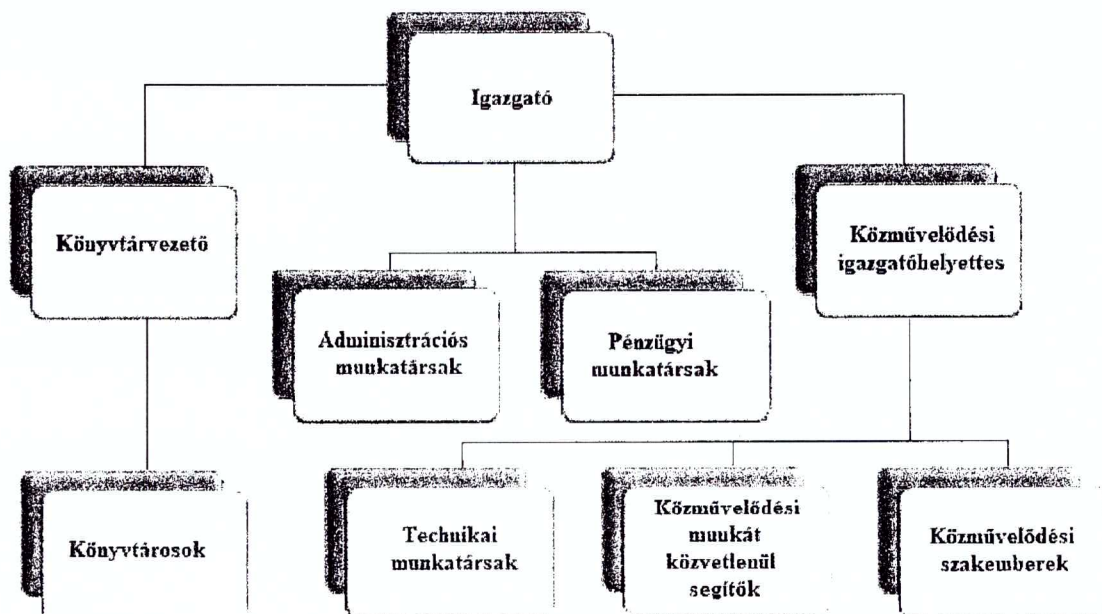 Igazgató
Könyvtárvezető
Közművelődési
igazgatóhelyettes
Adminisztrációs
munkatársak
Pénzügyi
munkatársak
Könyvtárosok
Technikai
munkatársak
Közművelődési
munkát
közvetlenül
segítők
Közművelődési
szakemberek